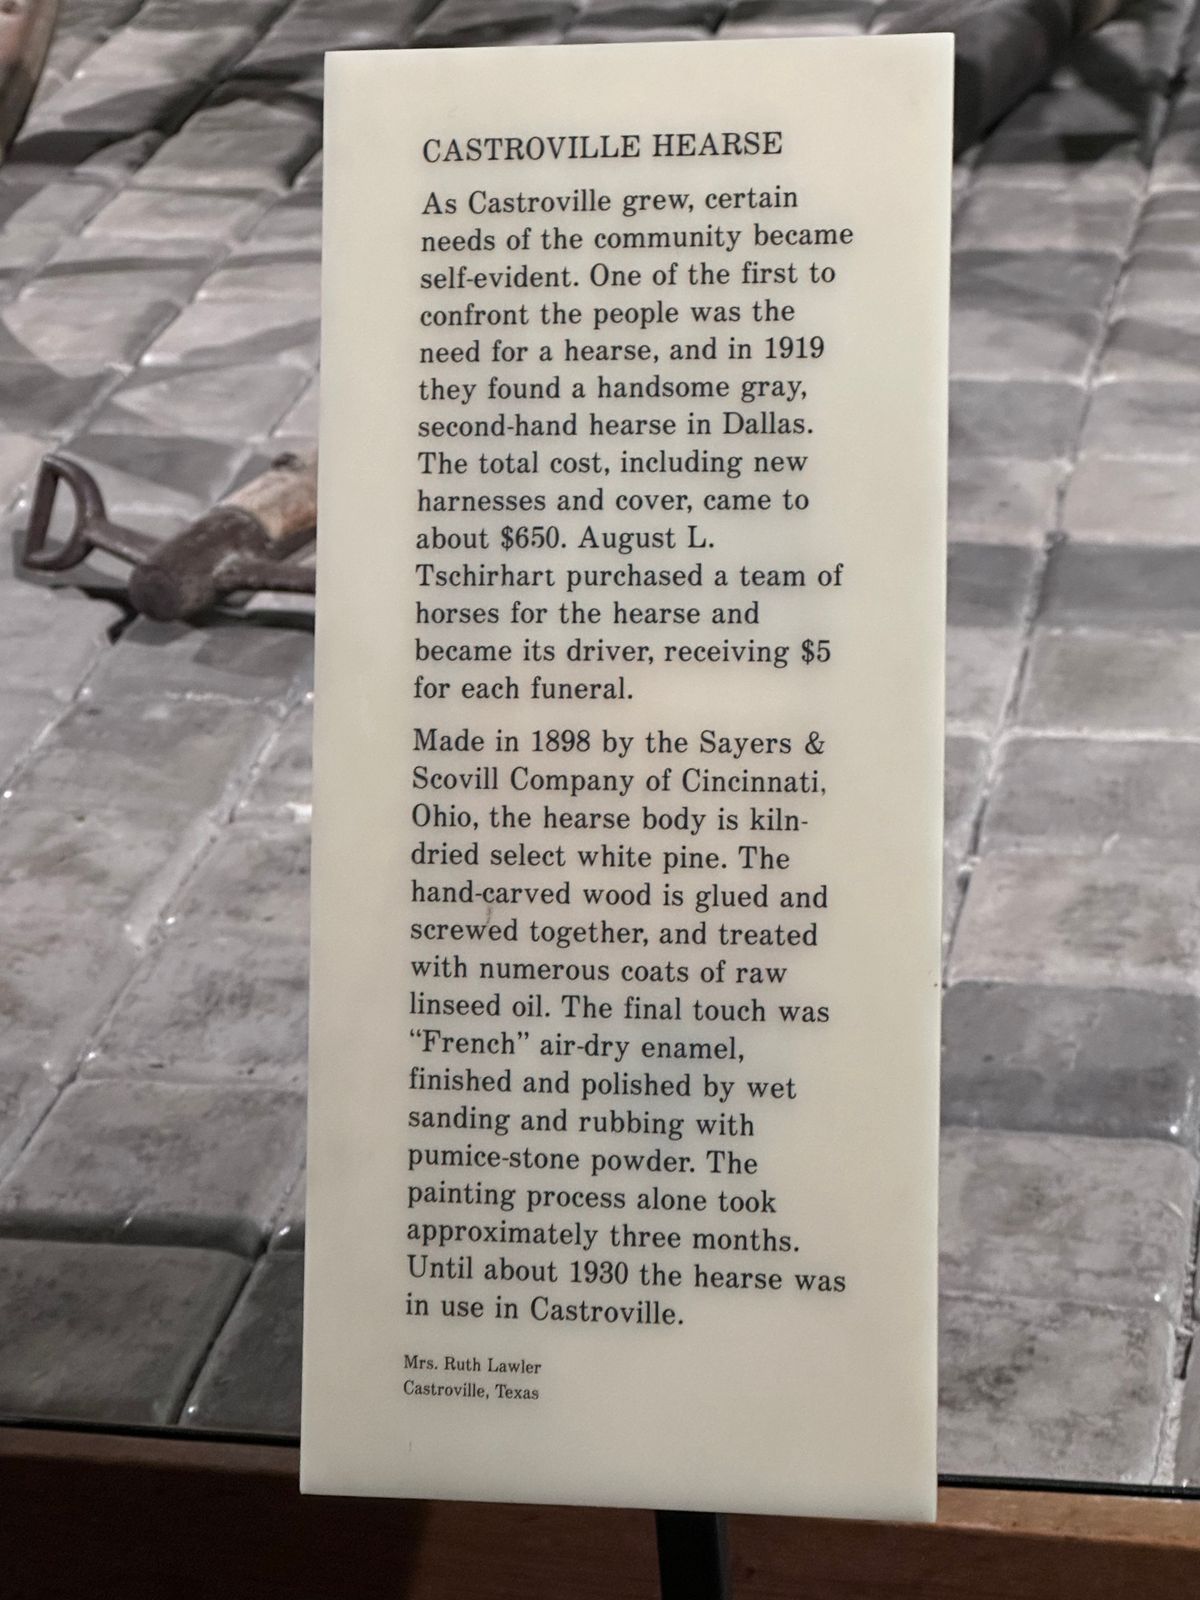 CASTROVILLE HEARSE
As Castroville grew, certain
needs of the community became
self-evident. One of the first to
confront the people was the
need for a hearse, and in 1919
they found a handsome gray,
second-hand hearse in Dallas.
The total cost, including new
harnesses and cover, came to
about $650. August L.
Tschirhart purchased a team of
horses for the hearse and
became its driver, receiving $5
for each funeral.
Made in 1898 by the Sayers &
Scovill Company of Cincinnati,
Ohio, the hearse body is kiln-
dried select white pine. The
hand-carved wood is glued and
screwed together, and treated
with numerous coats of raw
linseed oil. The final touch was
“French” air-dry enamel,
finished and polished by wet
sanding and rubbing with
pumice-stone powder. The
painting process alone took
approximately three months.
Until about 1930 the hearse was
in use in Castroville.
Mrs. Ruth Lawler
Castroville, Texas